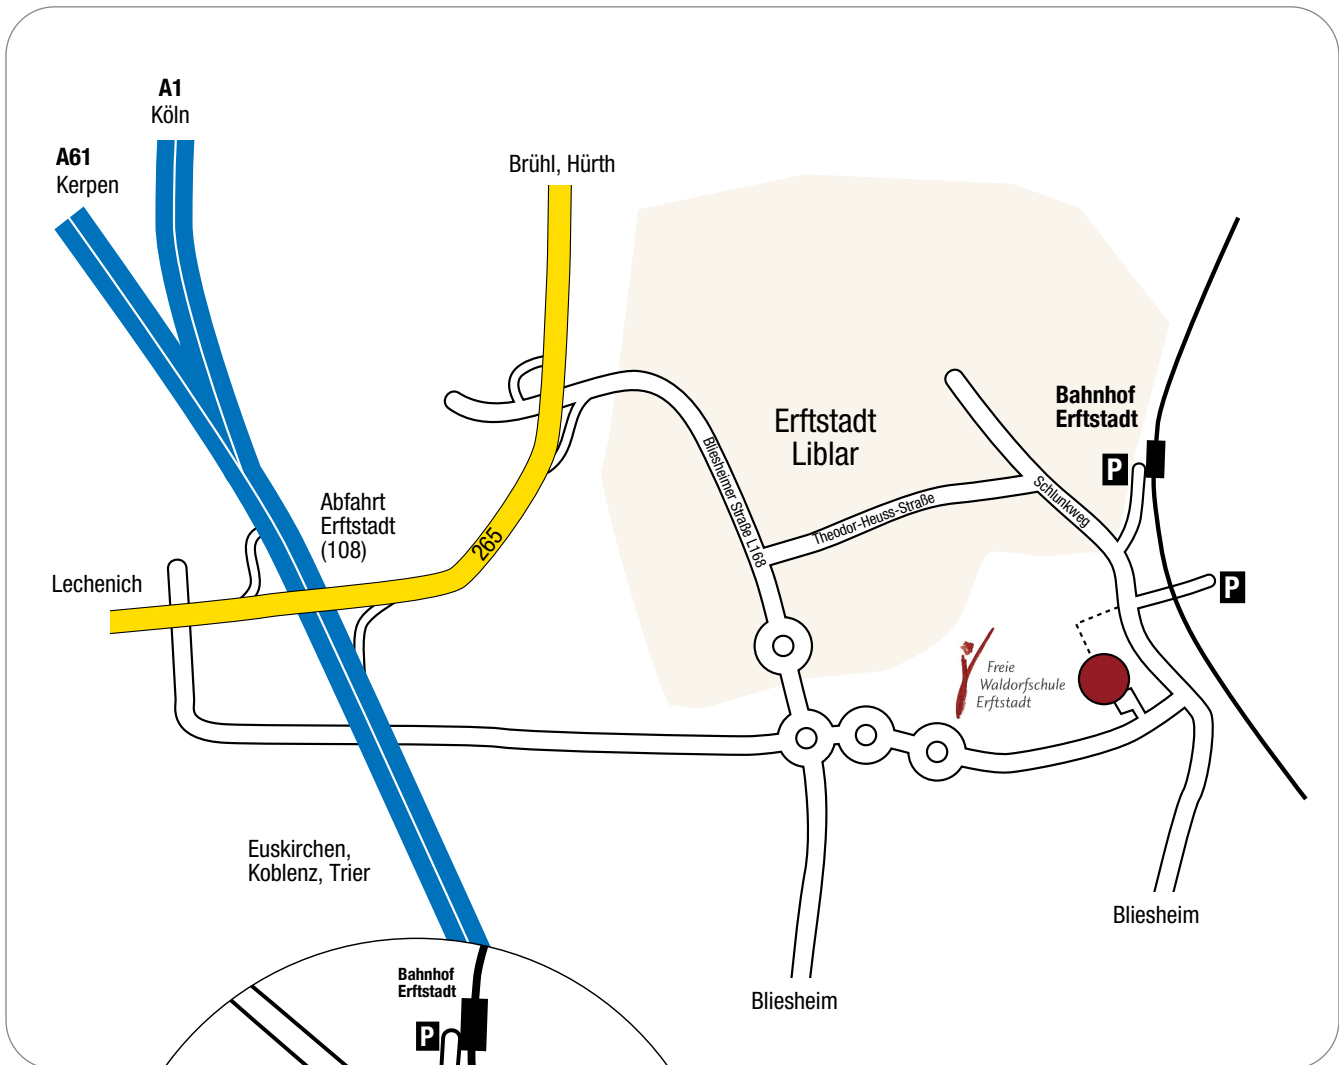 A1
Köln
A61
Kerpen
Brühl, Hürth
Erftstadt
Liblar
Bahnhof
Erftstadt
P
Bliesheimer Straße L168
Theodor-Heuss-Straße
Schlunkweg
Abfahrt
Erftstadt
(108)
265
Lechenich
P
Freie
Waldorfschule
Erftstadt
Euskirchen,
Koblenz, Trier
Bliesheim
Bliesheim
Bahnhof
Erftstadt
P